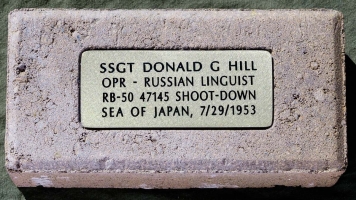 SSGT DONALD G HILL
OPR - RUSSIAN LINGUIST
RB-50 47145 SHOOT-DOWN
SEA OF JAPAN, 7/29/1953